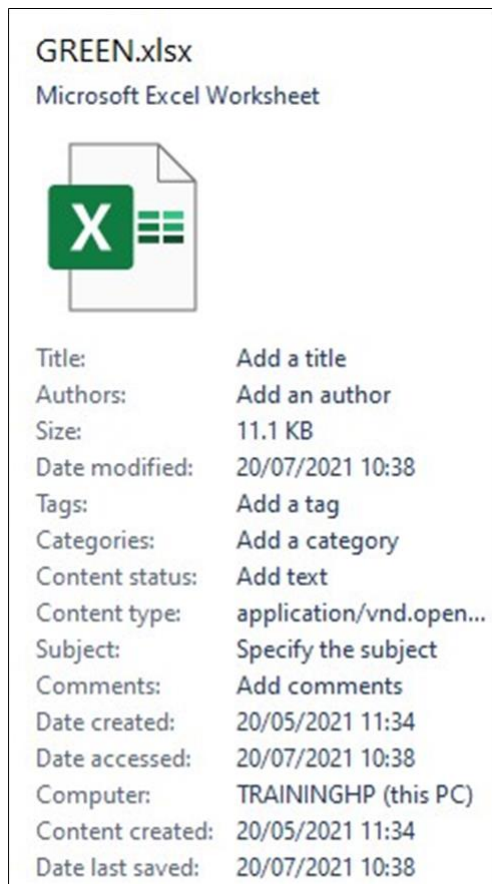 GREEN.xlsx
Microsoft Excel Worksheet
X
Title: Add a title
Authors: Add an author
Size: 11.1 KB
Date modified: 20/07/2021 10:38
Tags: Add a tag
Categories: Add a category
Content status: Add text
Content type: application/vnd.open...
Subject: Specify the subject
Comments: Add comments
Date created: 20/05/2021 11:34
Date accessed: 20/07/2021 10:38
Computer: TRAININGHP (this PC)
Content created: 20/05/2021 11:34
Date last saved: 20/07/2021 10:38